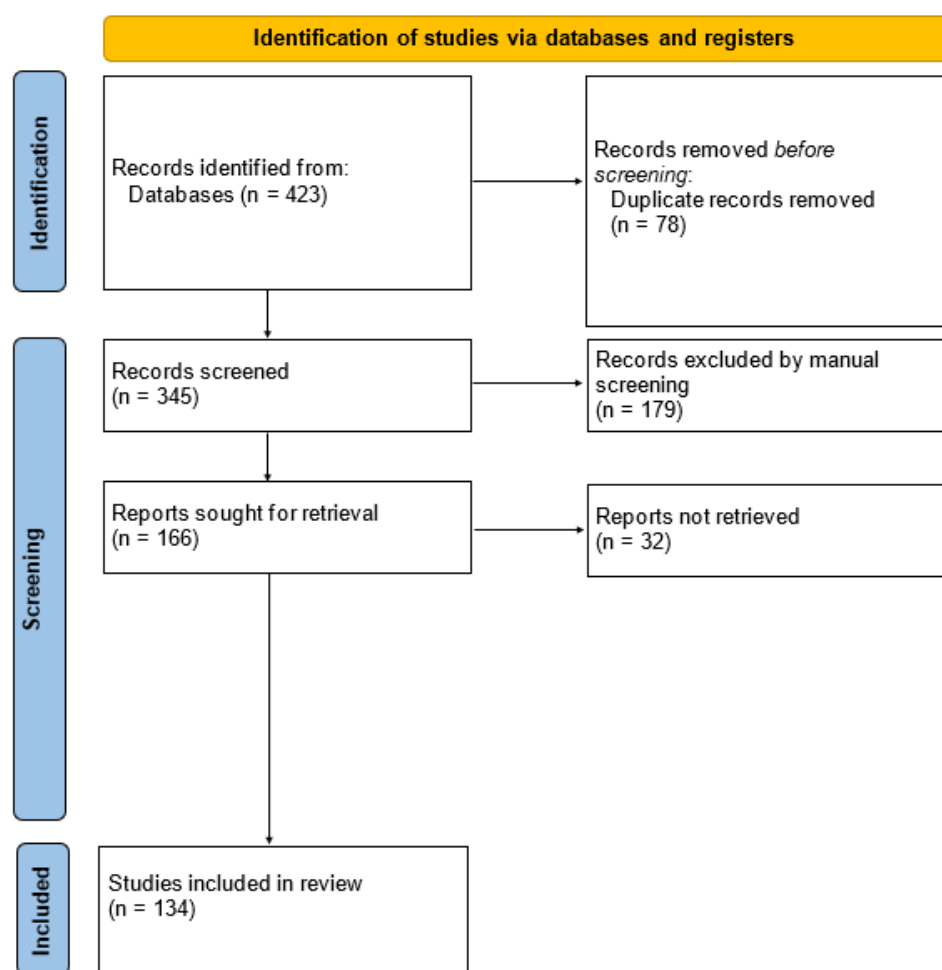 Identification of studies via databases and registers
Identification
Records identified from:
Databases (n = 423)
Records removed before
screening:
Duplicate records removed
(n = 78)
Screening
Records screened
(n = 345)
Records excluded by manual
screening
(n = 179)
Reports sought for retrieval
(n = 166)
Reports not retrieved
(n = 32)
Included
Studies included in review
(n = 134)